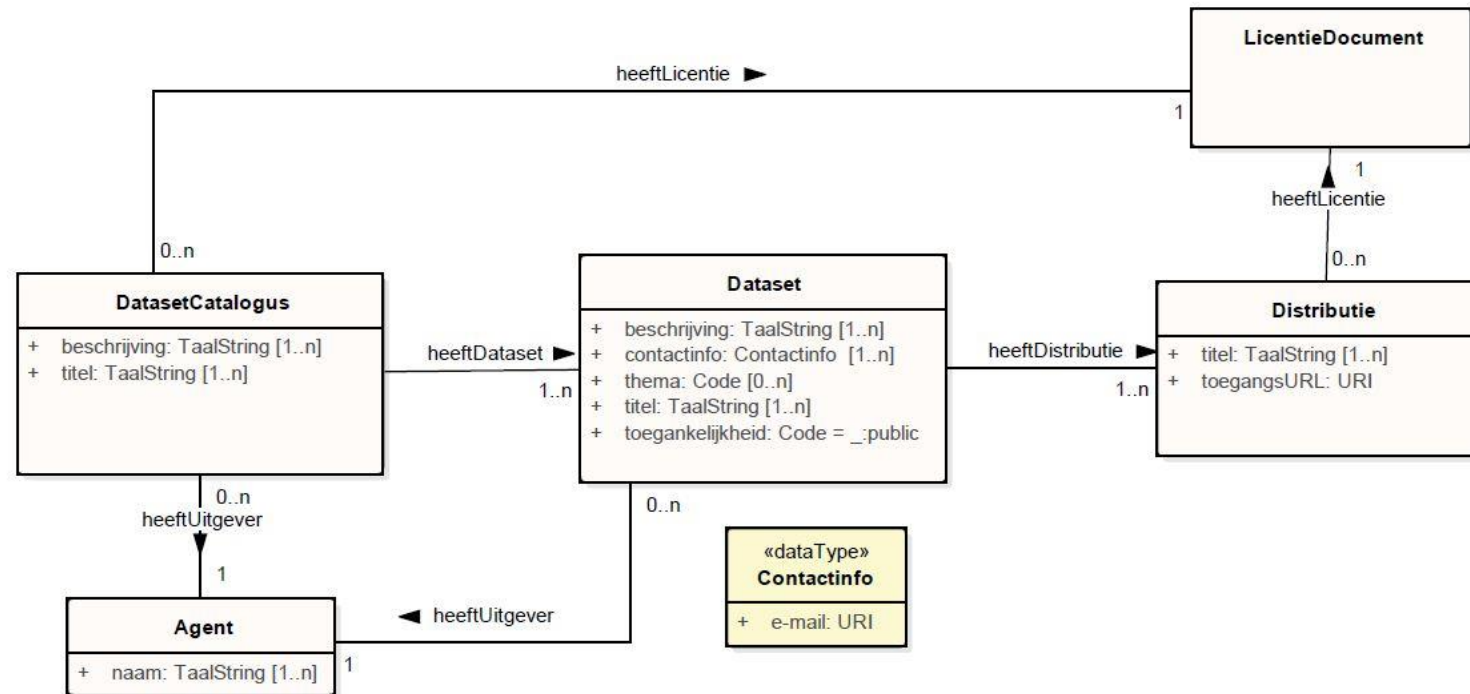 LicentieDocument
heeftLicentie
1
1
heeftLicentie
0..n
0..n
DatasetCatalogus
+ beschrijving: TaalString [1..n]
+ titel: TaalString [1..n]
heeftDataset
1..n
Dataset
+ beschrijving: TaalString [1..n]
+ contactinfo: Contactinfo [1..n]
+ thema: Code [0..n]
+ titel: TaalString [1..n]
+ toegankelijkheid: Code = _:public
heeftDistributie
1..n
Distributie
+ titel: TaalString [1..n]
+ toegangsURL: URI
0..n
heeftUitgever
1
0..n
heeftUitgever
1
Agent
+ naam: TaalString [1..n]
«dataType»
Contactinfo
+ e-mail: URI